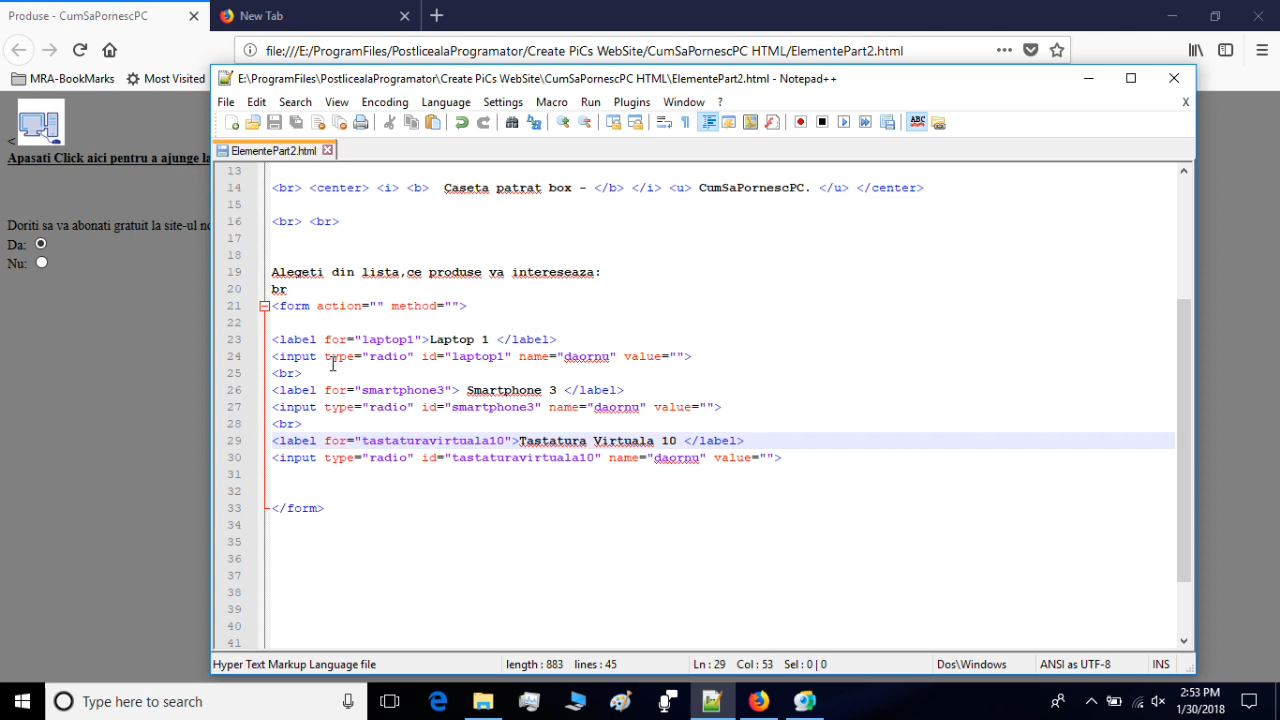 Produse - CumSaPornescPC
New Tab
file:///E:/ProgramFiles/PostlicealaProgramator/Create PiCs WebSite/CumSaPornescPC HTML/ElementePart2.html
MRA-BookMarks
Most Visited
E:\ProgramFiles\PostlicealaProgramator\Create PiCs WebSite\CumSaPornescPC HTML\ElementePart2.html - Notepad++
File Edit Search View Encoding Language Settings Macro Run Plugins Window ? X
ABC
ElementePart2.html
<
Apasati Click aici pentru a ajunge la
Doriti sa va abonati gratuit la site-ul
Da:
Nu:
13
14 <br> <center> <i> <b> Caseta patrat box - </b> </i> <u> CumSaPornescPC. </u> </center>
15
16 <br> <br>
17
18
19 Alegeti din lista,ce produse va intereseaza:
20 br
21 <form action="" method="">
22
23 <label for="laptop1">Laptop 1 </label>
24 <input type="radio" id="laptop1" name="daornu" value="">
25 <br>
26 <label for="smartphone3"> Smartphone 3 </label>
27 <input type="radio" id="smartphone3" name="daornu" value="">
28 <br>
29 <label for="tastaturavirtuala10">Tastatura Virtuala 10 </label>
30 <input type="radio" id="tastaturavirtuala10" name="daornu" value="">
31
32
33 </form>
34
35
36
37
38
39
40
41
Hyper Text Markup Language file length : 883 lines : 45 Ln : 29 Col : 53 Sel : 0 | 0 Dos\Windows ANSI as UTF-8 INS
Type here to search
2:53 PM
1/30/2018